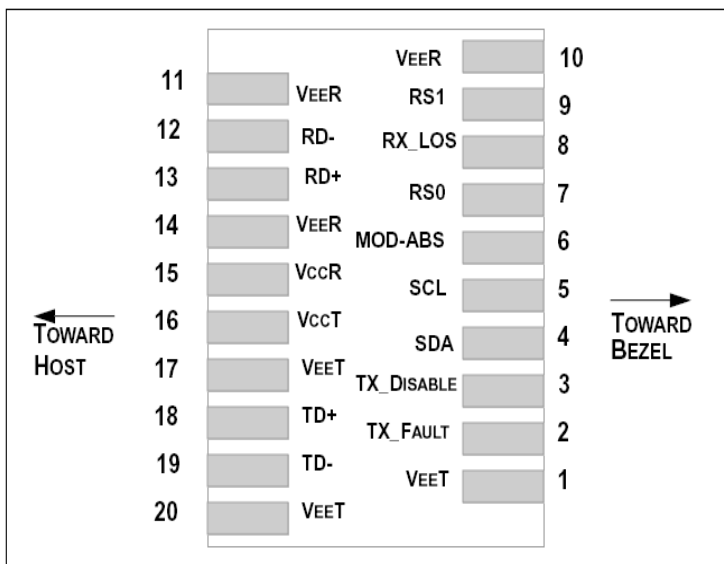 VEER 10
11 VEER
RS1 9
12 RD-
RX_LOS 8
13 RD+
RS0 7
14 VEER
MOD-ABS 6
15 VCCR
SCL 5
16 VCCT
TOWARD HOST
TOWARD BEZEL
SDA 4
17 VEET
TX_DISABLE 3
18 TD+
TX_FAULT 2
19 TD-
VEET 1
20 VEET